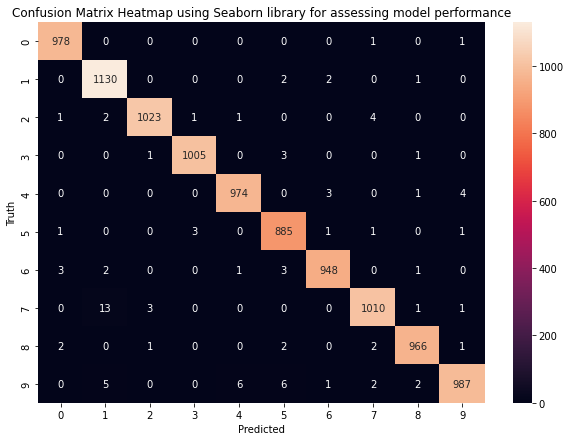 Confusion Matrix Heatmap using Seaborn library for assessing model performance
0 978 0 0 0 0 0 0 1 0 1
1 0 1130 0 0 0 2 2 0 1 0
2 1 2 1023 1 1 0 0 4 0 0
3 0 0 1 1005 0 3 0 0 1 0
4 0 0 0 0 974 0 3 0 1 4
5 1 0 0 3 0 885 1 1 0 1
6 3 2 0 0 1 3 948 0 1 0
7 0 13 3 0 0 0 0 1010 1 1
8 2 0 1 0 0 2 0 2 966 1
9 0 5 0 0 6 6 1 2 2 987
0 1 2 3 4 5 6 7 8 9
Predicted
Truth
1000
800
600
400
200
0